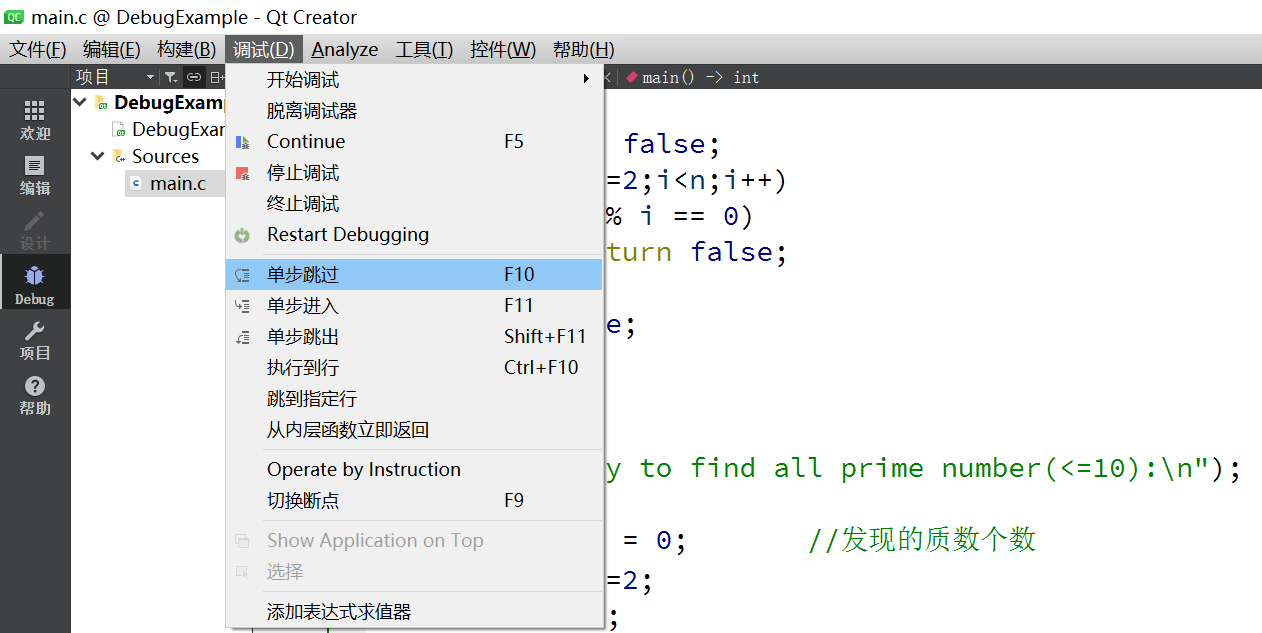 main.c @ DebugExample - Qt Creator
文件(F) 编辑(E) 构建(B) 调试(D) Analyze 工具(T) 控件(W) 帮助(H)
项目
main() -> int
欢迎
编辑
设计
Debug
项目
帮助
DebugExam
DebugExar
Sources
main.c
开始调试
脱离调试器
Continue F5
停止调试
终止调试
Restart Debugging
单步跳过 F10
单步进入 F11
单步跳出 Shift+F11
执行到行 Ctrl+F10
跳到指定行
从内层函数立即返回
Operate by Instruction
切换断点 F9
Show Application on Top
选择
添加表达式求值器
false;
=2;i<n;i++)
% i == 0)
turn false;
e;
y to find all prime number(<=10):\n");
= 0; //发现的质数个数
=2;
;